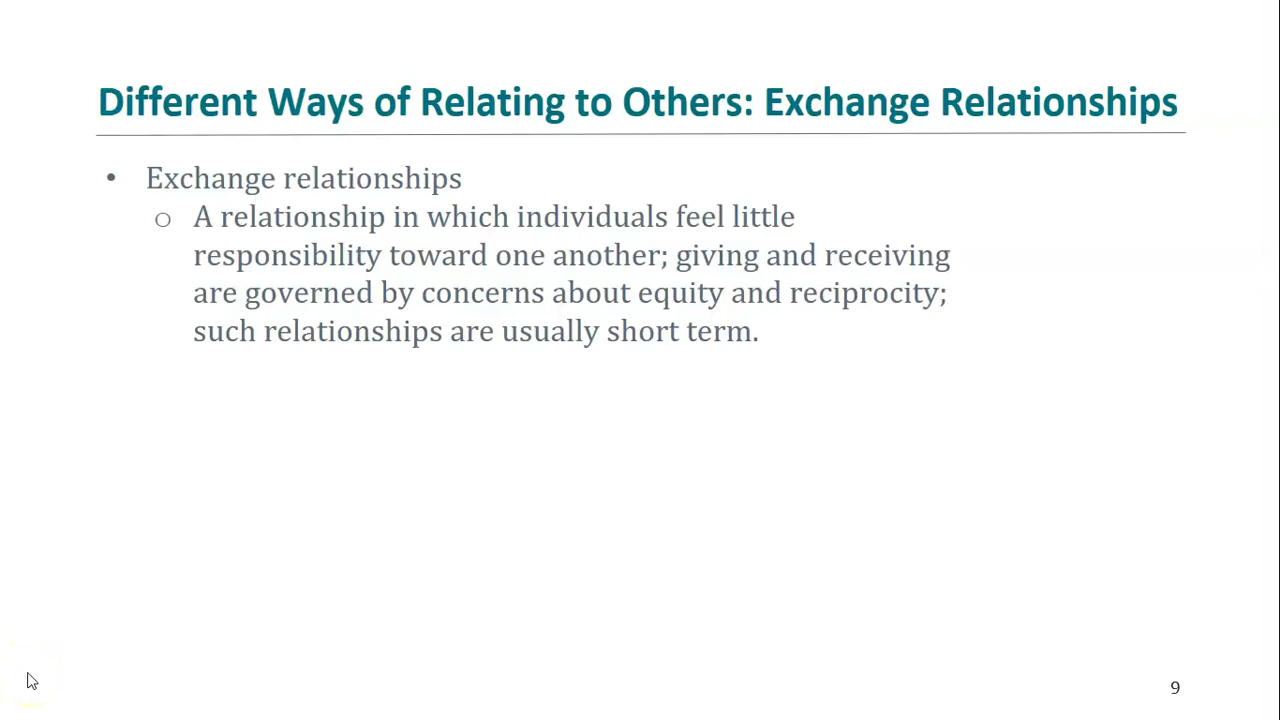 Different Ways of Relating to Others: Exchange Relationships
• Exchange relationships
o A relationship in which individuals feel little
responsibility toward one another; giving and receiving
are governed by concerns about equity and reciprocity;
such relationships are usually short term.
9